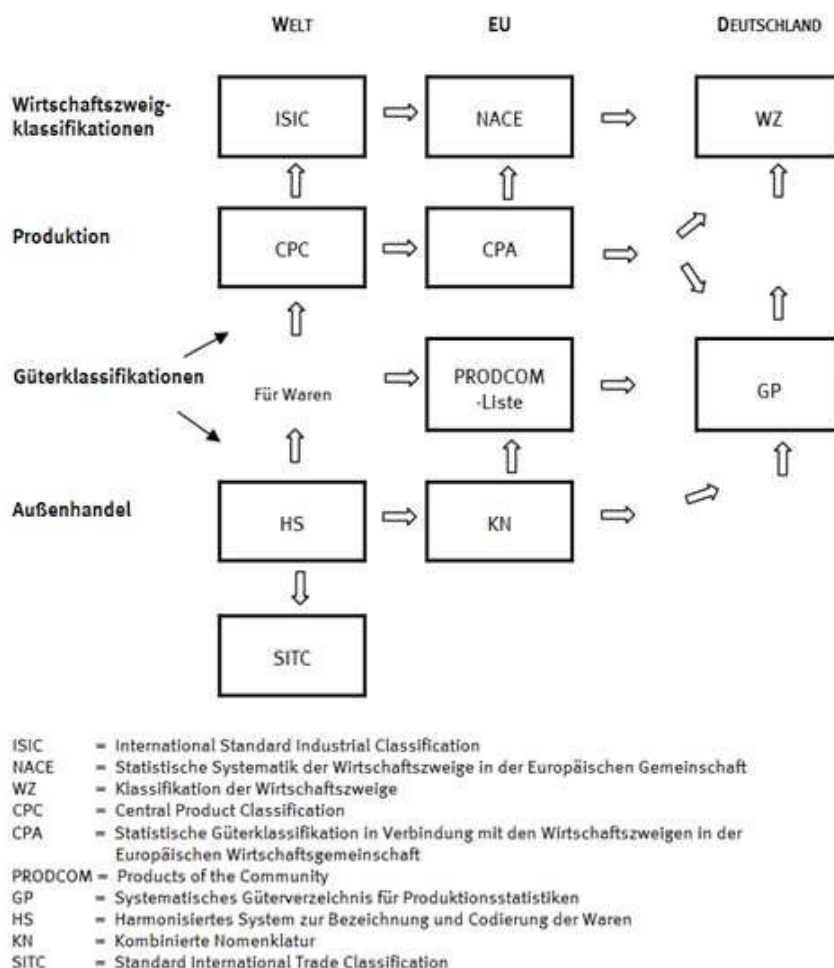 WELT EU DEUTSCHLAND
Wirtschaftszweig-
klassifikationen
ISIC NACE WZ
Produktion
CPC CPA
Güterklassifikationen
Für Waren
PRODCOM
-Liste
GP
Außenhandel
HS KN
SITC
ISIC = International Standard Industrial Classification
NACE = Statistische Systematik der Wirtschaftszweige in der Europäischen Gemeinschaft
WZ = Klassifikation der Wirtschaftszweige
CPC = Central Product Classification
CPA = Statistische Güterklassifikation in Verbindung mit den Wirtschaftszweigen in der
Europäischen Wirtschaftsgemeinschaft
PRODCOM = Products of the Community
GP = Systematisches Güterverzeichnis für Produktionsstatistiken
HS = Harmonisiertes System zur Bezeichnung und Codierung der Waren
KN = Kombinierte Nomenklatur
SITC = Standard International Trade Classification